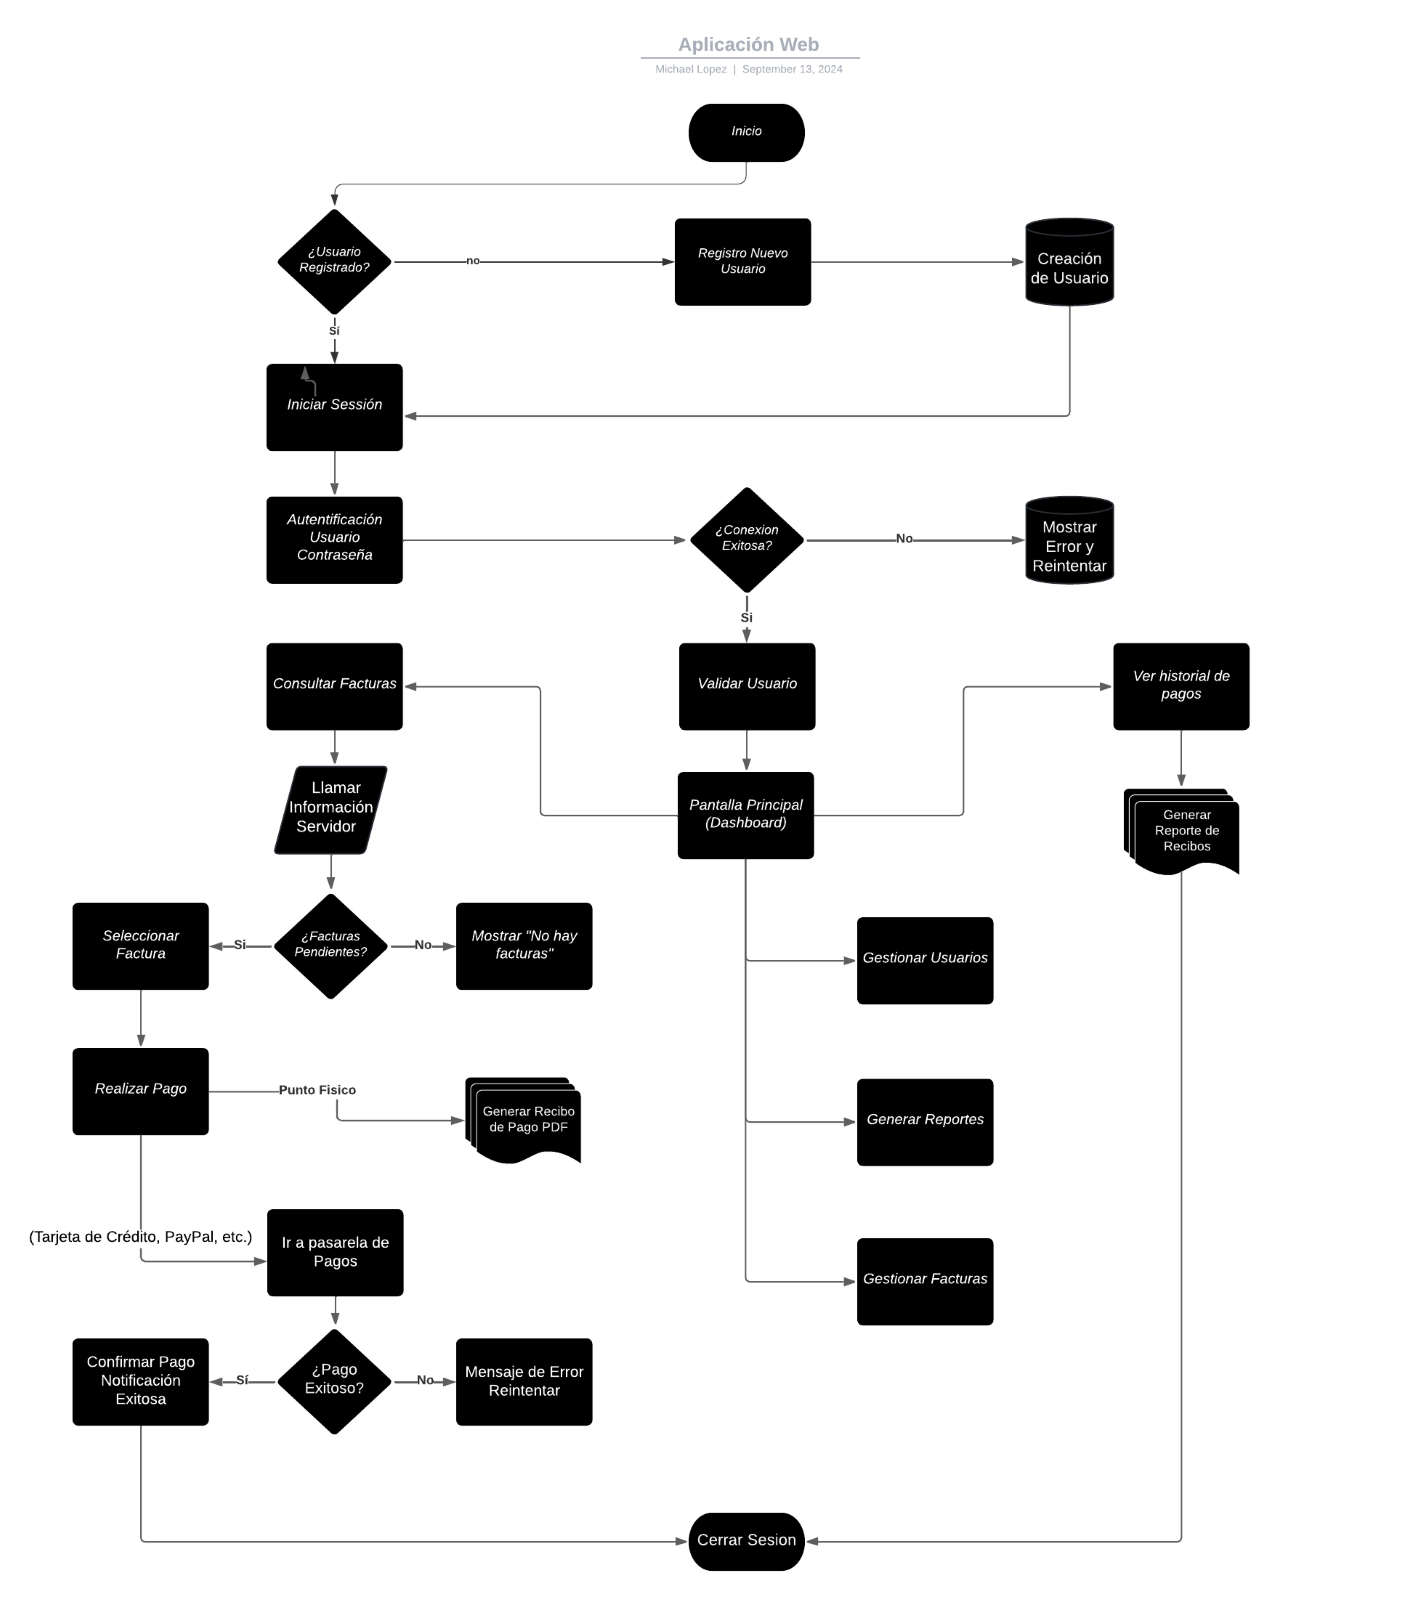 Aplicación Web
Michael Lopez | September 13, 2024
Inicio
¿Usuario
Registrado?
no
Registro Nuevo
Usuario
Creación
de Usuario
Sí
Iniciar Sessión
Autentificación
Usuario
Contraseña
¿Conexion
Exitosa?
No
Mostrar
Error y
Reintentar
Si
Consultar Facturas
Validar Usuario
Ver historial de
pagos
Llamar
Información
Servidor
Pantalla Principal
(Dashboard)
Generar
Reporte de
Recibos
Seleccionar
Factura
Si
¿Facturas
Pendientes?
No
Mostrar "No hay
facturas"
Gestionar Usuarios
Realizar Pago
Punto Fisico
Generar Recibo
de Pago PDF
Generar Reportes
(Tarjeta de Crédito, PayPal, etc.)
Ir a pasarela de
Pagos
Gestionar Facturas
Confirmar Pago
Notificación
Exitosa
Sí
¿Pago
Exitoso?
No
Mensaje de Error
Reintentar
Cerrar Sesion